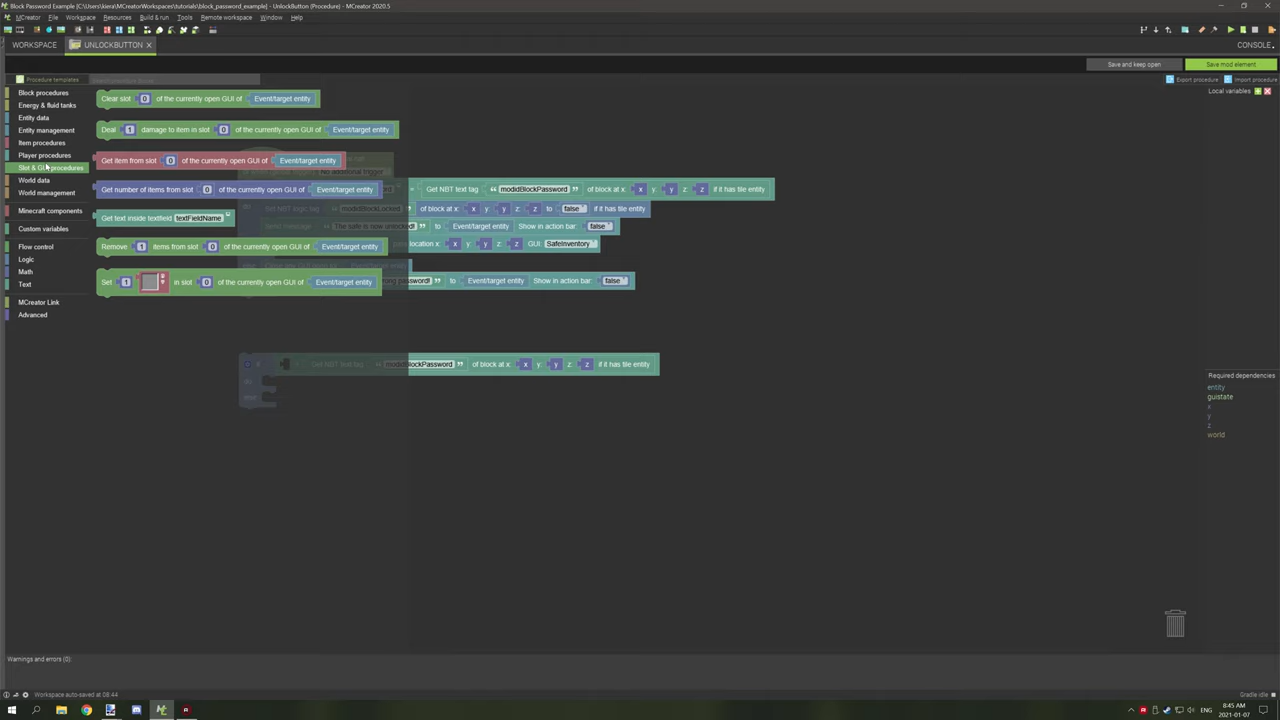 Block Password Example [C:\Users\kiera\MCreatorWorkspaces\tutorials\block_password_example] - UnlockButton (Procedure) - MCreator 2020.5
MCreator File Workspace Resources Build & run Tools Remote workspace Window Help
WORKSPACE UNLOCKBUTTON CONSOLE
Save and keep open Save mod element
Procedure templates Export procedure Import procedure
Local variables
Block procedures
Energy & fluid tanks
Entity data
Entity management
Item procedures
Player procedures
Slot & GUI procedures
World data
World management
Minecraft components
Custom variables
Flow control
Logic
Math
Text
MCreator Link
Advanced
Clear slot 0 of the currently open GUI of Event/target entity
Deal 1 damage to item in slot 0 of the currently open GUI of Event/target entity
Get item from slot 0 of the currently open GUI of Event/target entity
Get number of items from slot 0 of the currently open GUI of Event/target entity
Get text inside textfield textFieldName
Remove 1 items from slot 0 of the currently open GUI of Event/target entity
Set 1 in slot 0 of the currently open GUI of Event/target entity
= Get NBT text tag “ modidBlockPassword ” of block at x: x y: y z: z if it has tile entity
of block at x: x y: y z: z to false if it has tile entity
” to Event/target entity Show in action bar: false
location x y z: z GUI: SafeInventory
password! ” to Event/target entity Show in action bar: false
if Get NBT text tag “ modidBlockPassword ” of block at x: x y: y z: z if it has tile entity
do
else
Required dependencies
entity
guistate
x
y
z
world
Warnings and errors (0):
Workspace auto-saved at 08:44 Gradle idle
ENG 8:45 AM
2021-01-07